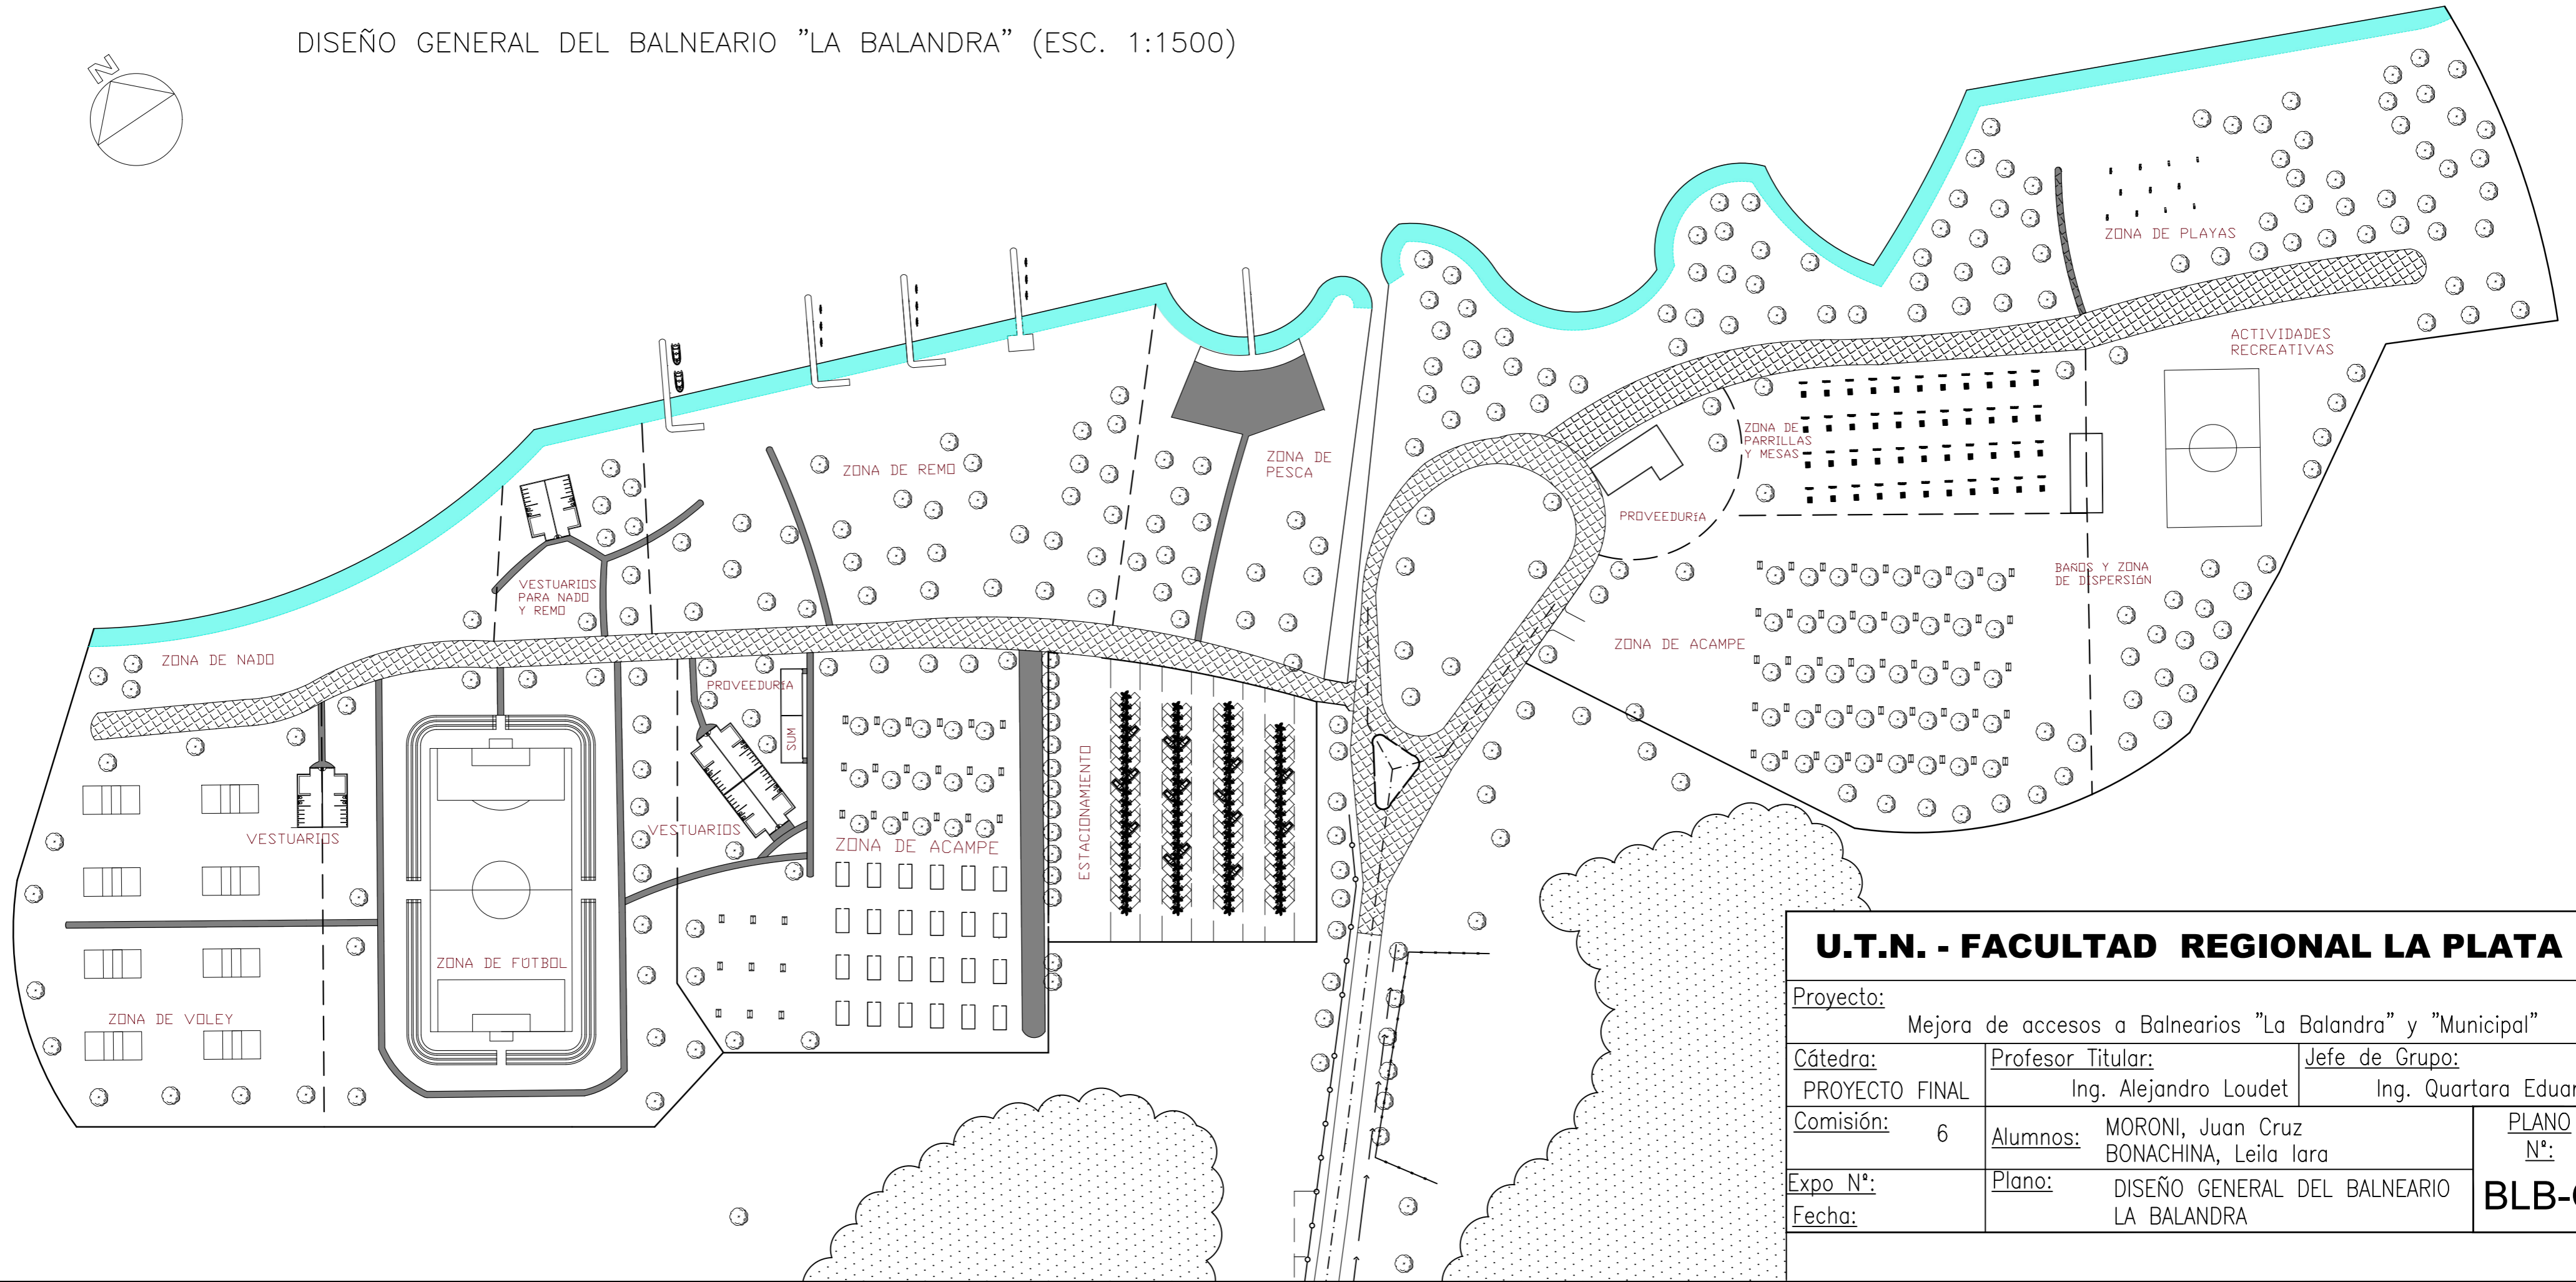 DISEÑO GENERAL DEL BALNEARIO "LA BALANDRA" (ESC. 1:1500)
N
ZONA DE PLAYAS
ACTIVIDADES
RECREATIVAS
ZONA DE
PARRILLAS
Y MESAS
PROVEEDURíA
ZONA DE REMO
ZONA DE
PESCA
VESTUARIOS
PARA NADO
Y REMO
BAñOS Y ZONA
DE DISPERSIóN
ZONA DE ACAMPE
ZONA DE NADO
PROVEEDURíA
SUM
ESTACIONAMIENTO
VESTUARIOS
VESTUARIOS
ZONA DE ACAMPE
ZONA DE FÚTBOL
ZONA DE VOLEY
U.T.N. - FACULTAD REGIONAL LA PLATA
Proyecto:
Mejora de accesos a Balnearios "La Balandra" y "Municipal"
Cátedra:
PROYECTO FINAL
Profesor Titular:
Ing. Alejandro Loudet
Jefe de Grupo:
Ing. Quartara
Comisión: 6
Alumnos: MORONI, Juan Cruz
BONACHINA, Leila Iara
PLANO
Nº:
Expo Nº:
Fecha:
Plano: DISEÑO GENERAL DEL BALNEARIO
LA BALANDRA